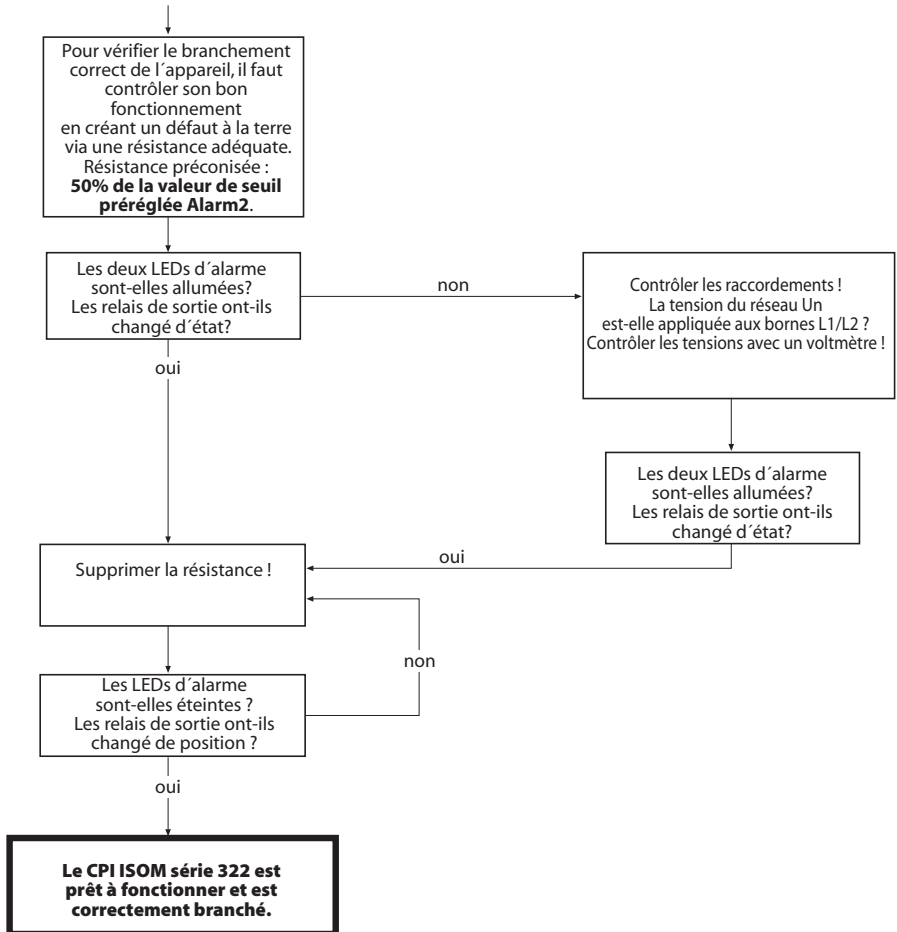 Pour vérifier le branchement
correct de l´appareil, il faut
contrôler son bon
fonctionnement
en créant un défaut à la terre
via une résistance adéquate.
Résistance préconisée :
50% de la valeur de seuil
préréglée Alarm2.
Les deux LEDs d´alarme
sont-elles allumées?
Les relais de sortie ont-ils
changé d´état?
non
Contrôler les raccordements !
La tension du réseau Un
est-elle appliquée aux bornes L1/L2 ?
Contrôler les tensions avec un voltmètre !
oui
Les deux LEDs d´alarme
sont-elles allumées?
Les relais de sortie ont-ils
changé d´état?
oui
Supprimer la résistance !
non
Les LEDs d´alarme
sont-elles éteintes ?
Les relais de sortie ont-ils
changé de position ?
oui
Le CPI ISOM série 322 est
prêt à fonctionner et est
correctement branché.